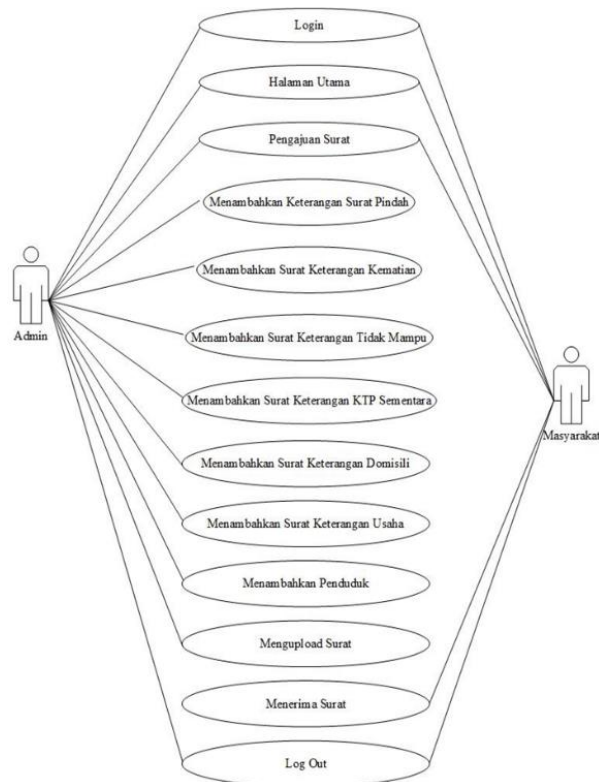 Login
Halaman Utama
Pengajuan Surat
Menambahkan Keterangan Surat Pindah
Menambahkan Surat Keterangan Kematian
Admin
Menambahkan Surat Keterangan Tidak Mampu
Menambahkan Surat Keterangan KTP Sementara
Masyarakat
Menambahkan Surat Keterangan Domisili
Menambahkan Surat Keterangan Usaha
Menambahkan Penduduk
Mengupload Surat
Menerima Surat
Log Out